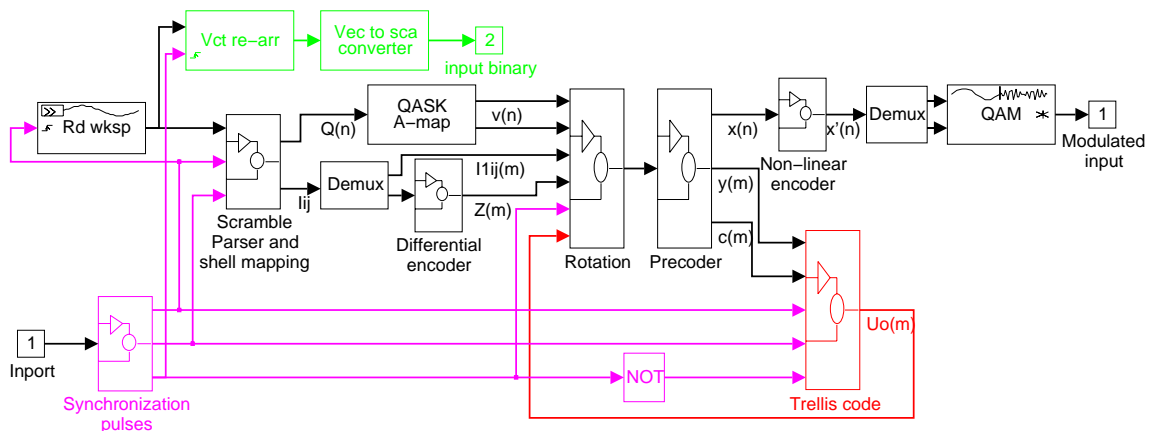 Vct re-arr
Vec to sca
converter
2
input binary
>>
Rd wksp
Q(n)
QASK
A-map
v(n)
x(n)
x'(n)
Demux
QAM
1
Modulated
input
Non-linear
encoder
Iij
Demux
I1ij(m)
Z(m)
y(m)
c(m)
Scramble
Parser and
shell mapping
Differential
encoder
Rotation
Precoder
1
Inport
Synchronization
pulses
NOT
Uo(m)
Trellis code